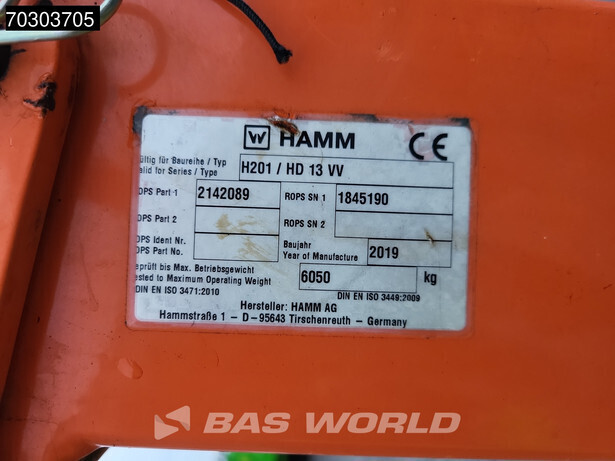 70303705
HAMM CE
ültig für Baureihe / Typ
alid for Series / Type H201 / HD 13 VV
OPS Part 1 2142089 ROPS SN 1 1845190
OPS Part 2 ROPS SN 2
OPS Ident Nr. Baujahr
OPS Part No. Year of Manufacture 2019
eprüft bis Max. Betriebsgewicht
ested to Maximum Operating Weight 6050 kg
DIN EN ISO 3471:2010 DIN EN ISO 3449:2009
Hersteller: HAMM AG
Hammstraße 1 - D-95643 Tirschenreuth - Germany
BAS WORLD